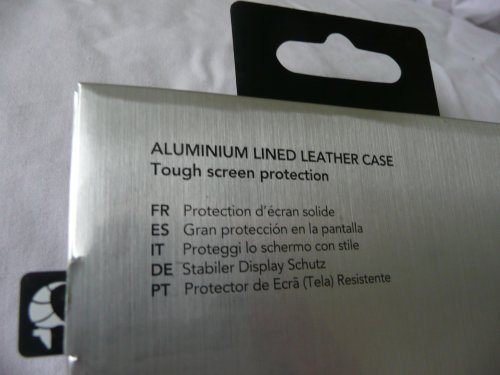 ALUMINIUM LINED LEATHER CASE
Tough screen protection
FR Protection d'écran solide
ES Gran protección en la pantalla
IT Proteggi lo schermo con stile
DE Stabiler Display Schutz
PT Protector de Ecrã (Tela) Resistente